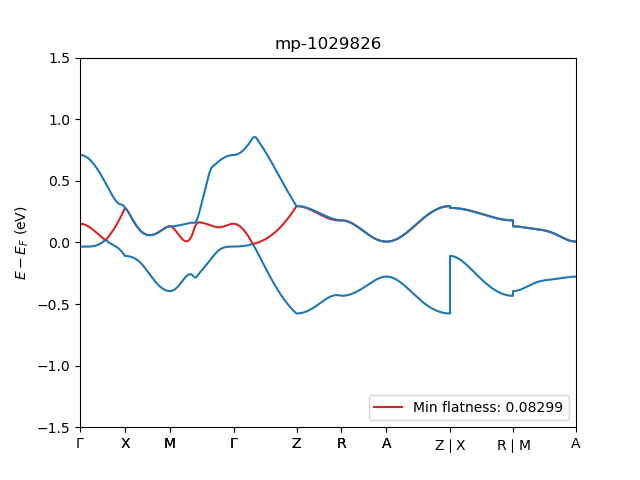 mp-1029826
E − E_F (eV)
1.5
1.0
0.5
0.0
−0.5
−1.0
−1.5
Min flatness: 0.08299
Γ X M Γ Z R A Z | X R | M A